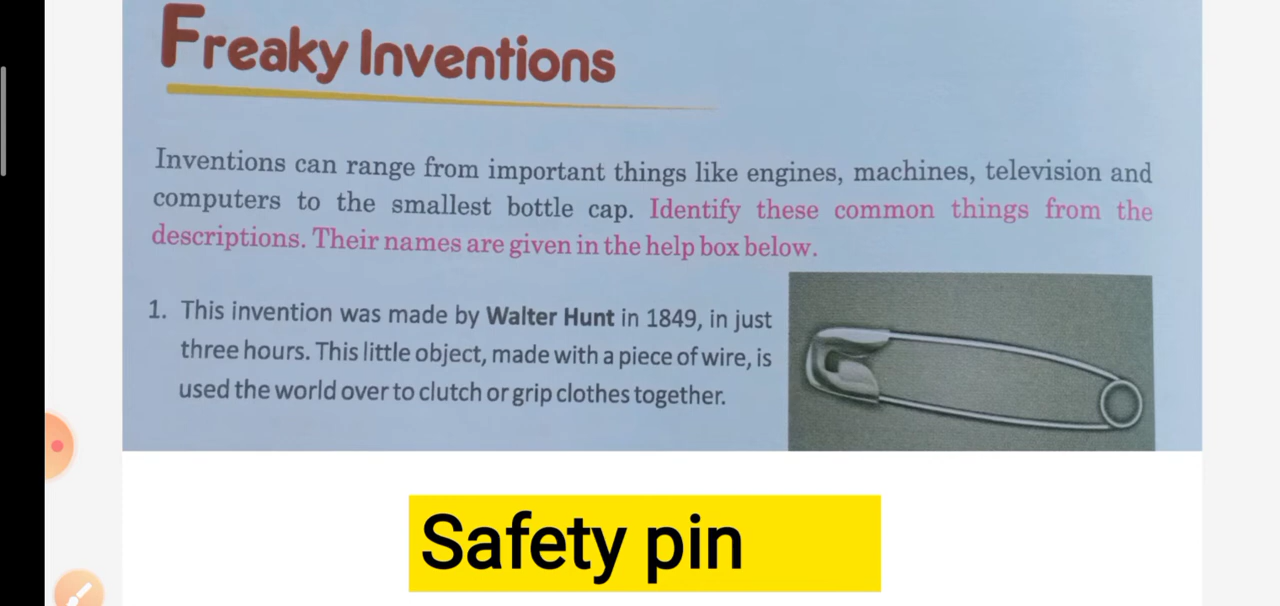 Freaky Inventions
Inventions can range from important things like engines, machines, television and
computers to the smallest bottle cap. Identify these common things from the
descriptions. Their names are given in the help box below.
1. This invention was made by Walter Hunt in 1849, in just
three hours. This little object, made with a piece of wire, is
used the world over to clutch or grip clothes together.
Safety pin